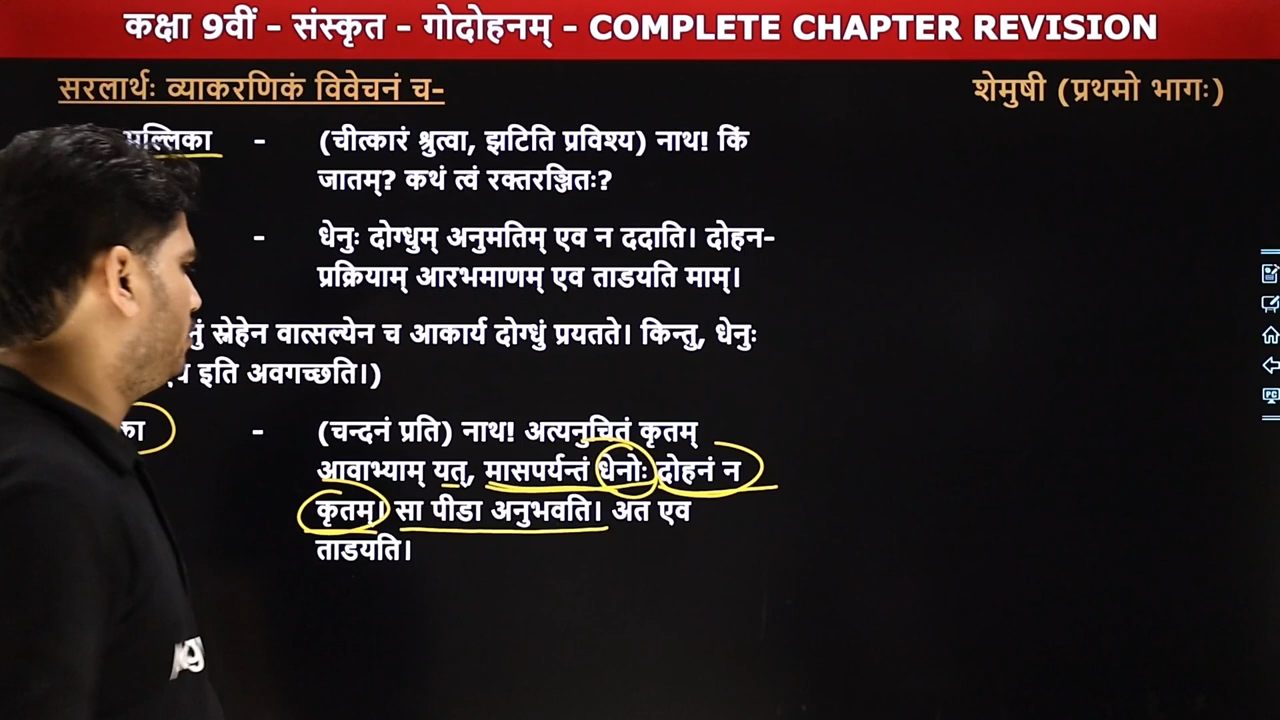 कक्षा 9वीं – संस्कृत – गोदोहनम् – COMPLETE CHAPTER REVISION
सरलार्थः व्याकरणिकं विवेचनं च-
शेमुषी (प्रथमो भागः)
मल्लिका - (चीत्कारं श्रुत्वा, झटिति प्रविश्य) नाथ! किं
जातम्? कथं त्वं रक्तरञ्जितः?
- धेनुः दोग्धुम् अनुमतिम् एव न ददाति। दोहन-
प्रक्रियाम् आरभमाणम् एव ताडयति माम्।
स्नेहेन वात्सल्येन च आकार्य दोग्धुं प्रयतते। किन्तु, धेनुः
इति अवगच्छति।)
- (चन्दनं प्रति) नाथ! अत्यनुचितं कृतम्
आवाभ्याम् यत्, मासपर्यन्तं धेनोः दोहनं न
कृतम्। सा पीडा अनुभवति। अत एव
ताडयति।